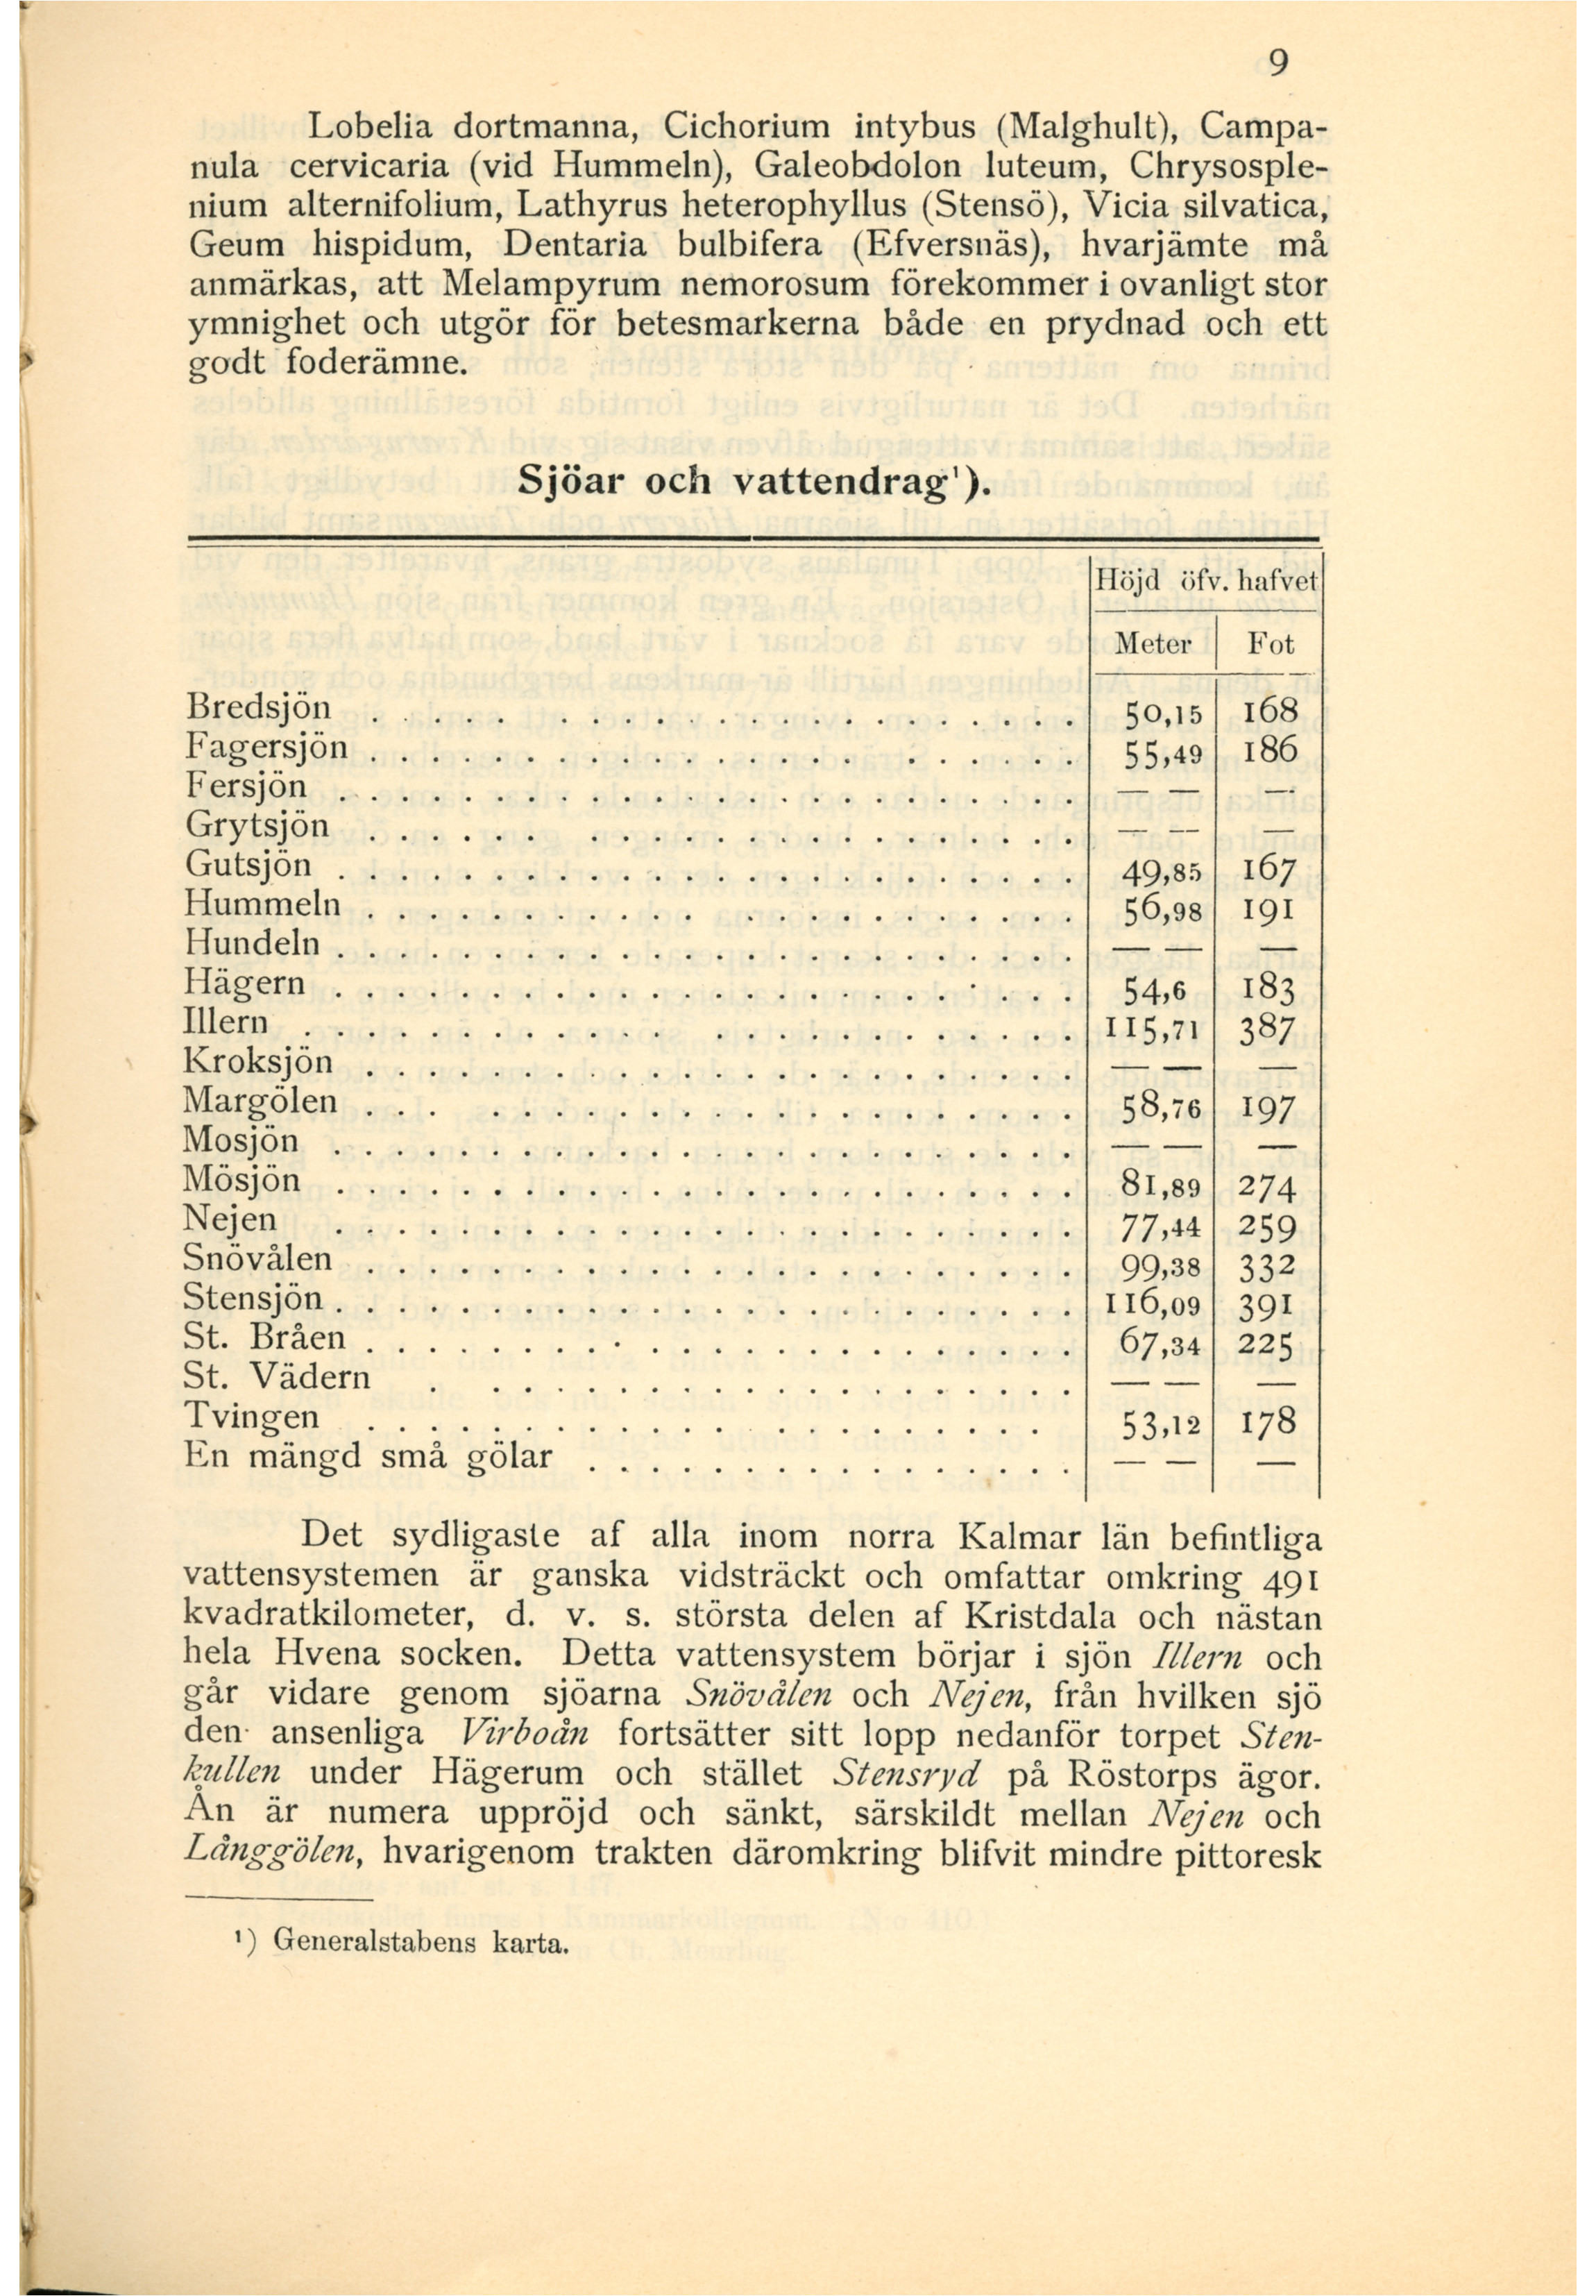 9
Lobelia dortmanna, Cichorium intybus (Malghult), Campa-
nula cervicaria (vid Hummeln), Galeobdolon luteum, Chrysosple-
nium alternifolium, Lathyrus heterophyllus (Stensö), Vicia silvatica,
Geum hispidum, Dentaria bulbifera (Efversnäs), hvarjämte må
anmärkas, att Melampyrum nemorosum förekommer i ovanligt stor
ymnighet och utgör för betesmarkerna både en prydnad och ett
godt foderämne.
Sjöar och vattendrag¹).
Höjd öfv. hafvet
Meter Fot
Bredsjön . . . . . . . . . . . . . . . . . . . . . . 50,15 168
Fagersjön . . . . . . . . . . . . . . . . . . . . . . 55,49 186
Fersjön . . . . . . . . . . . . . . . . . . . . . . . — — —
Grytsjön . . . . . . . . . . . . . . . . . . . . . . — — —
Gutsjön . . . . . . . . . . . . . . . . . . . . . . . 49,85 167
Hummeln . . . . . . . . . . . . . . . . . . . . . . 56,98 191
Hundeln . . . . . . . . . . . . . . . . . . . . . . . — — —
Hägern . . . . . . . . . . . . . . . . . . . . . . . 54,6 183
Illern . . . . . . . . . . . . . . . . . . . . . . . . 115,71 387
Kroksjön . . . . . . . . . . . . . . . . . . . . . . — — —
Margölen . . . . . . . . . . . . . . . . . . . . . . 58,76 197
Mosjön . . . . . . . . . . . . . . . . . . . . . . . — — —
Mösjön . . . . . . . . . . . . . . . . . . . . . . . 81,89 274
Nejen . . . . . . . . . . . . . . . . . . . . . . . 77,44 259
Snövålen . . . . . . . . . . . . . . . . . . . . . . 99,38 332
Stensjön . . . . . . . . . . . . . . . . . . . . . . . 116,09 391
St. Bråen . . . . . . . . . . . . . . . . . . . . . . 67,34 225
St. Vädern . . . . . . . . . . . . . . . . . . . . — — —
Tvingen . . . . . . . . . . . . . . . . . . . . . 53,12 178
En mängd små gölar . . . . . . . . . . . . . . . . — — —
Det sydligaste af alla inom norra Kalmar län befintliga
vattensystemen är ganska vidsträckt och omfattar omkring 491
kvadratkilometer, d. v. s. största delen af Kristdala och nästan
hela Hvena socken. Detta vattensystem börjar i sjön Illern och
går vidare genom sjöarna Snövålen och Nejen, från hvilken sjö
den ansenliga Virboån fortsätter sitt lopp nedanför torpet Sten-
kullen under Hägerum och stället Stensryd på Röstorps ägor.
Ån är numera uppröjd och sänkt, särskildt mellan Nejen och
Långgölen, hvarigenom trakten däromkring blifvit mindre pittoresk
¹) Generalstabens karta.